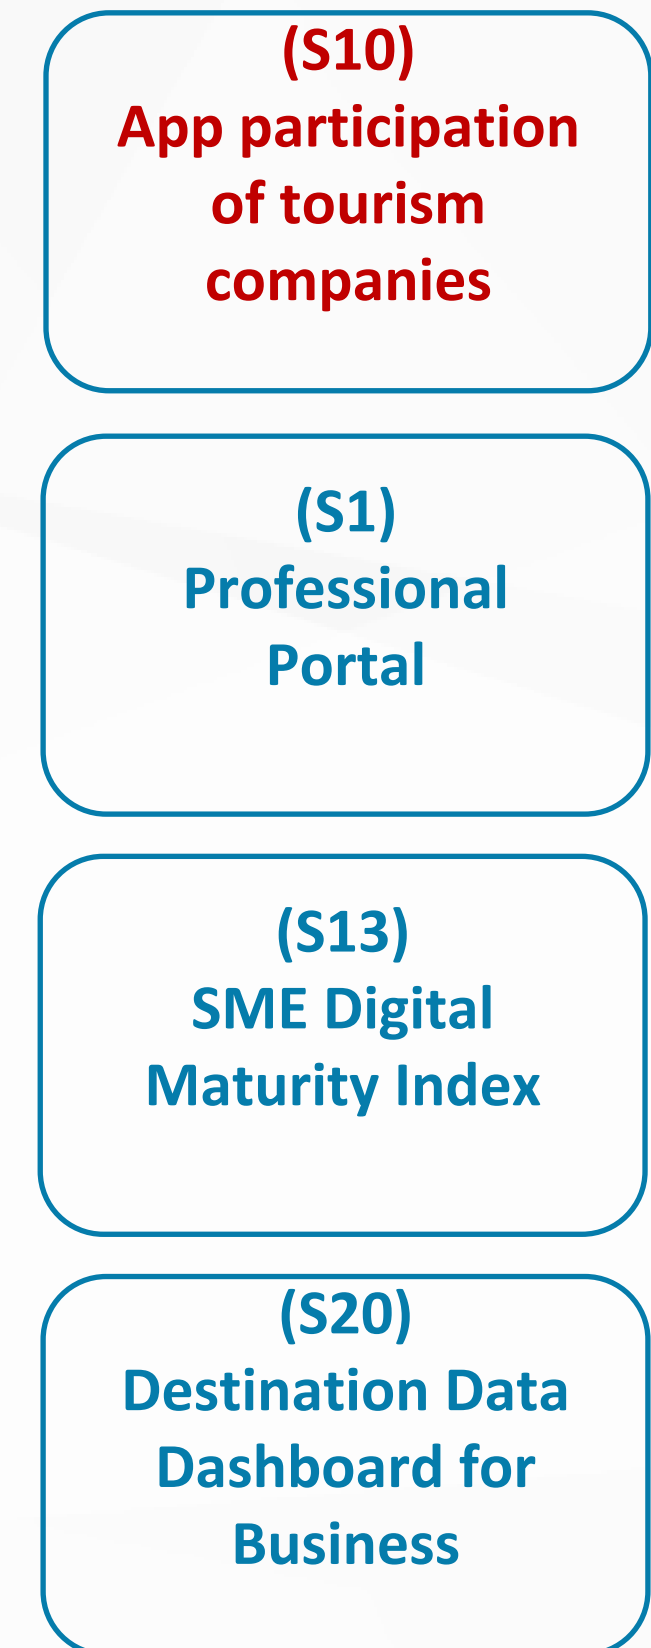 (S10)
App participation
of tourism
companies
(S1)
Professional
Portal
(S13)
SME Digital
Maturity Index
(S20)
Destination Data
Dashboard for
Business